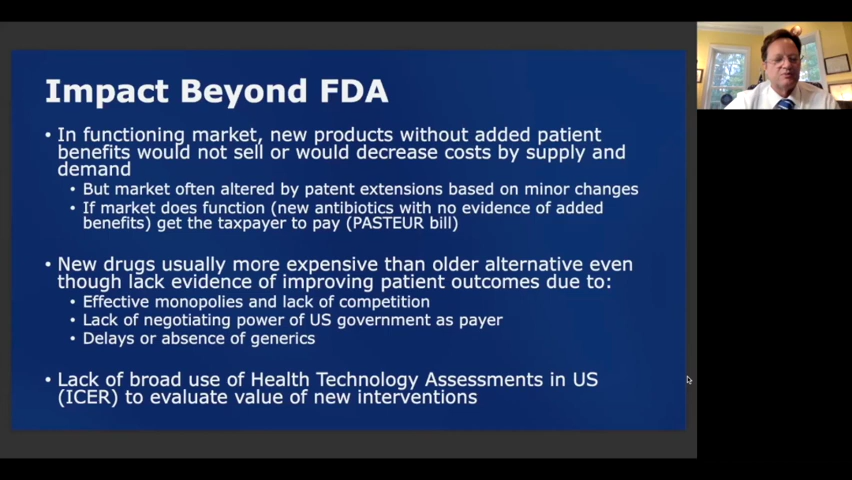 Impact Beyond FDA
• In functioning market, new products without added patient
benefits would not sell or would decrease costs by supply and
demand
• But market often altered by patent extensions based on minor changes
• If market does function (new antibiotics with no evidence of added
benefits) get the taxpayer to pay (PASTEUR bill)
• New drugs usually more expensive than older alternative even
though lack evidence of improving patient outcomes due to:
• Effective monopolies and lack of competition
• Lack of negotiating power of US government as payer
• Delays or absence of generics
• Lack of broad use of Health Technology Assessments in US
(ICER) to evaluate value of new interventions